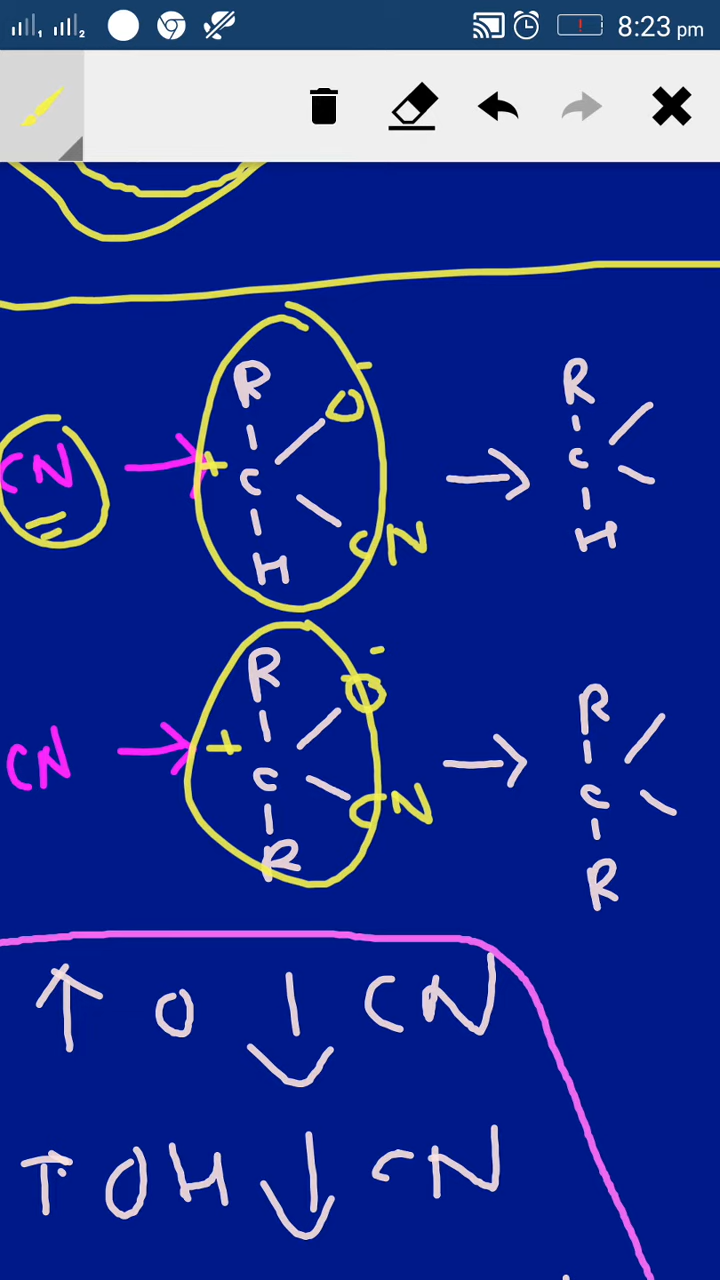 8:23 pm
R
O-
CN → + C → C
CN
H H
R
O-
R
CN → + C → C
CN
R R
↑ O ↓ CN
↑ OH ↓ CN